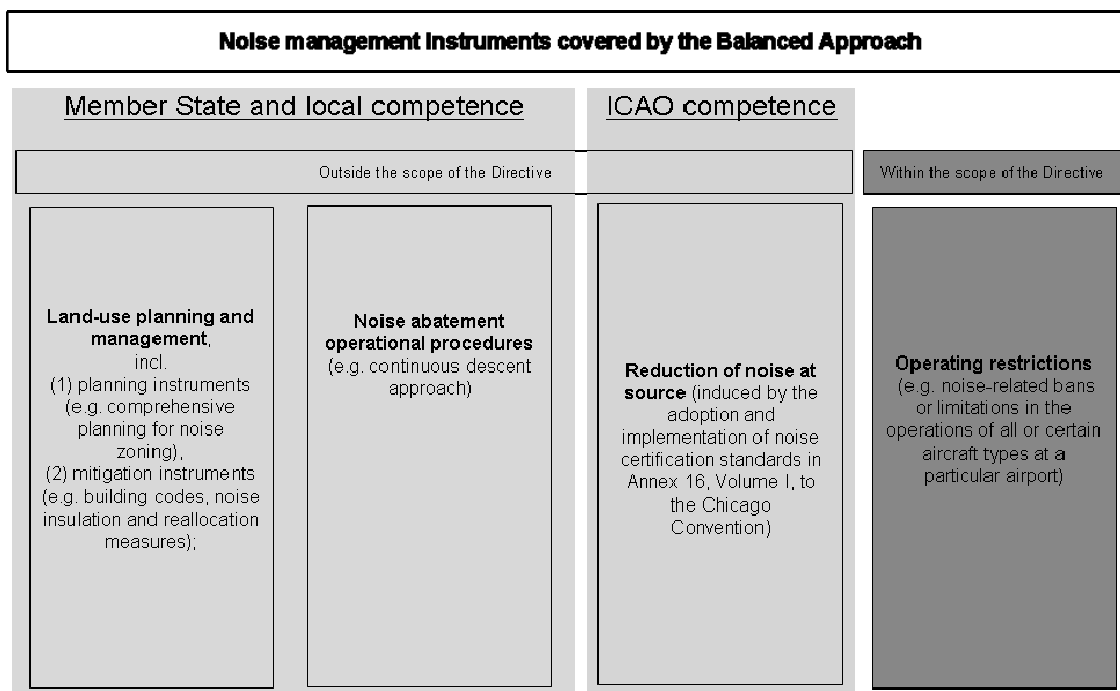 Noise management instruments covered by the Balanced Approach
Member State and local competence
ICAO competence
Outside the scope of the Directive
Within the scope of the Directive
Land-use planning and
management,
incl.
(1) planning instruments
(e.g. comprehensive
planning for noise
zoning),
(2) mitigation instruments
(e.g. building codes, noise
insulation and reallocation
measures);
Noise abatement
operational procedures
(e.g. continuous descent
approach)
Reduction of noise at
source (induced by the
adoption and
implementation of noise
certification standards in
Annex 16, Volume I, to
the Chicago
Convention)
Operating restrictions
(e.g. noise-related bans
or limitations in the
operations of all or certain
aircraft types at a
particular airport)